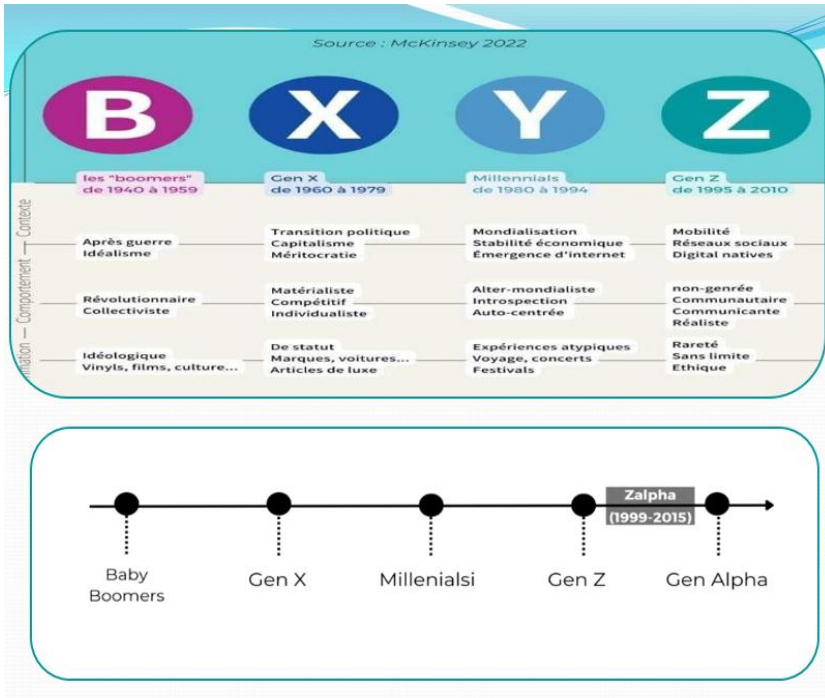 Source : McKinsey 2022
B X Y Z
les "boomers"
de 1940 à 1959
Gen X
de 1960 à 1979
Millennials
de 1980 à 1994
Gen Z
de 1995 à 2010
Contexte
Après guerre
Idéalisme
Transition politique
Capitalisme
Méritocratie
Mondialisation
Stabilité économique
Émergence d'internet
Mobilité
Réseaux sociaux
Digital natives
Comportement
Révolutionnaire
Collectiviste
Matérialiste
Compétitif
Individualiste
Alter-mondialiste
Introspection
Auto-centrée
non-genrée
Communautaire
Communicante
Réaliste
Idéologique
Vinyls, films, culture...
De statut
Marques, voitures...
Articles de luxe
Expériences atypiques
Voyage, concerts
Festivals
Rareté
Sans limite
Ethique
Zalpha
(1999-2015)
Baby
Boomers
Gen X
Millenialsi
Gen Z
Gen Alpha